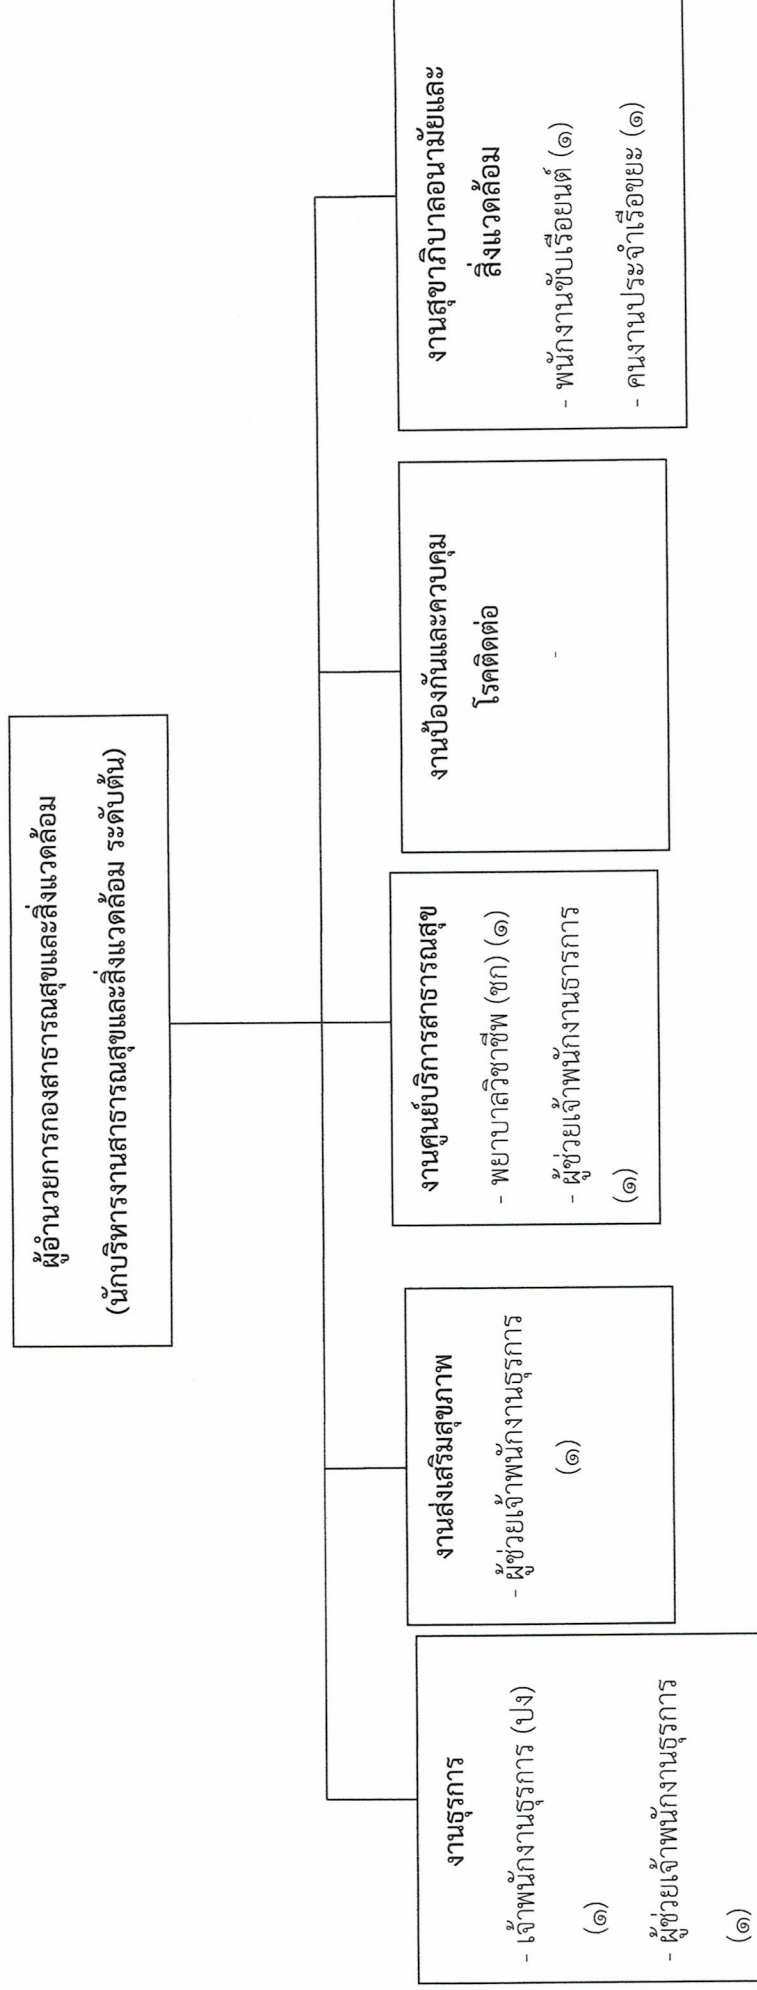 ผู้อำนวยการกองสาธารณสุขและสิ่งแวดล้อม
(นักบริหารงานสาธารณสุขและสิ่งแวดล้อม ระดับต้น)
งานธุรการ
- เจ้าพนักงานธุรการ (ปง)
(๑)
- ผู้ช่วยเจ้าพนักงานธุรการ
(๑)
งานส่งเสริมสุขภาพ
- ผู้ช่วยเจ้าพนักงานธุรการ
(๑)
งานศูนย์บริการสาธารณสุข
- พยาบาลวิชาชีพ (ชก) (๑)
- ผู้ช่วยเจ้าพนักงานธารการ
(๑)
งานป้องกันและควบคุม
โรคติดต่อ
-
งานสุขาภิบาลอนามัยและ
สิ่งแวดล้อม
- พนักงานขับเรือยนต์ (๑)
- คนงานประจำเรือขยะ (๑)